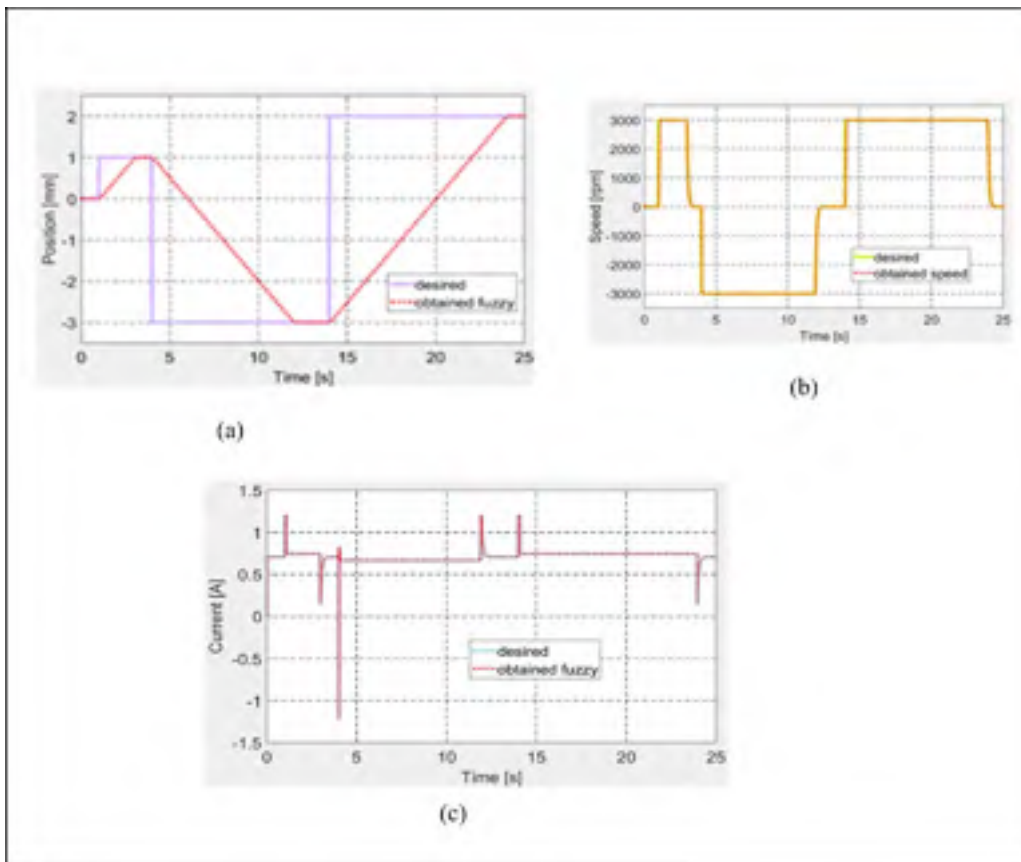 2
1
0
-1
-2
-3
Position [mm]
0 5 10 15 20 25
Time [s]
desired
obtained fuzzy
(a)
3000
2000
1000
0
-1000
-2000
-3000
Speed [rpm]
0 5 10 15 20 25
Time [s]
desired
obtained speed
(b)
1.5
1
0.5
0
-0.5
-1
-1.5
Current [A]
0 5 10 15 20 25
Time [s]
desired
obtained fuzzy
(c)